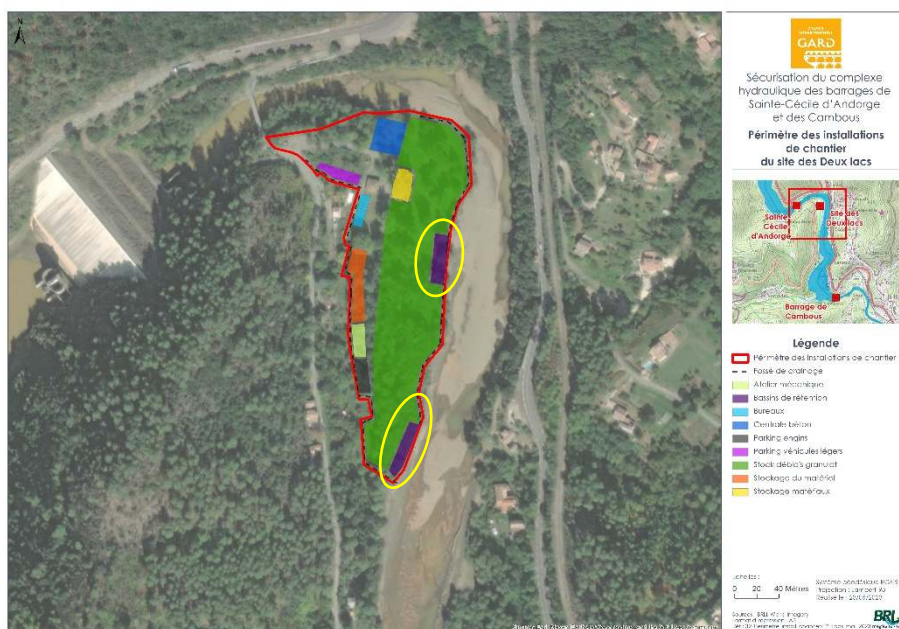 N
GARD
Sécurisation du complexe
hydraulique des barrages de
Sainte-Cécile d'Andorge
et des Cambous
Périmètre des installations
de chantier
du site des Deux lacs
Sainte
Cécile
d'Andorge
Site des
Deux lacs
Barrage de
Cambous
Légende
Périmètre des installations de chantier
Fossé de drainage
Atelier mécanique
Bassins de rétention
Bureaux
Centrale béton
Parking engins
Parking véhicules légers
Stock déblais granulat
Stockage du matériel
Stockage matériaux
0 20 40 Mètres
Projection : Lambert 93
BRL